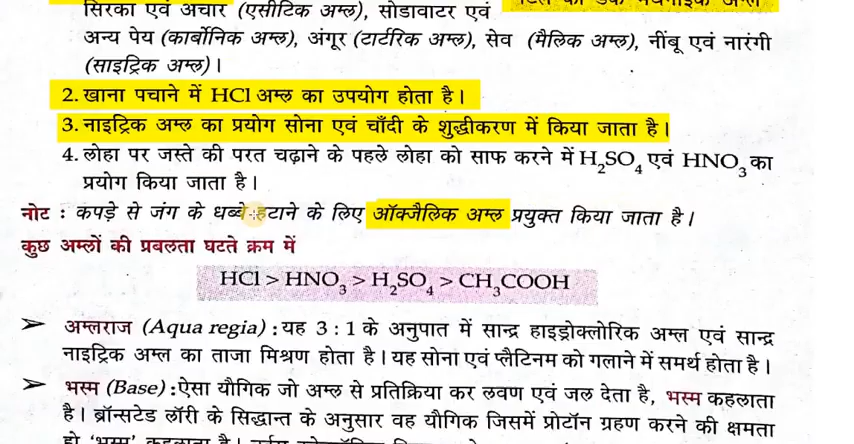 सिरका एवं अचार (एसीटिक अम्ल), सोडावाटर एवं
अन्य पेय (कार्बोनिक अम्ल), अंगूर (टार्टरिक अम्ल), सेव (मैलिक अम्ल), नींबू एवं नारंगी
(साइट्रिक अम्ल)।
2. खाना पचाने में HCl अम्ल का उपयोग होता है।
3. नाइट्रिक अम्ल का प्रयोग सोना एवं चाँदी के शुद्धीकरण में किया जाता है।
4. लोहा पर जस्ते की परत चढ़ाने के पहले लोहा को साफ करने में H₂SO₄ एवं HNO₃ का
प्रयोग किया जाता है।
नोट : कपड़े से जंग के धब्बे हटाने के लिए ऑक्जैलिक अम्ल प्रयुक्त किया जाता है।
कुछ अम्लों की प्रबलता घटते क्रम में
HCl > HNO₃ > H₂SO₄ > CH₃COOH
➢ अम्लराज (Aqua regia) : यह 3 : 1 के अनुपात में सान्द्र हाइड्रोक्लोरिक अम्ल एवं सान्द्र
नाइट्रिक अम्ल का ताजा मिश्रण होता है। यह सोना एवं प्लैटिनम को गलाने में समर्थ होता है।
➢ भस्म (Base) : ऐसा यौगिक जो अम्ल से प्रतिक्रिया कर लवण एवं जल देता है, भस्म कहलाता
है। ब्रॉन्सटेड लॉरी के सिद्धान्त के अनुसार वह यौगिक जिसमें प्रोटॉन ग्रहण करने की क्षमता
हो 'भस्म' कहलाता है।